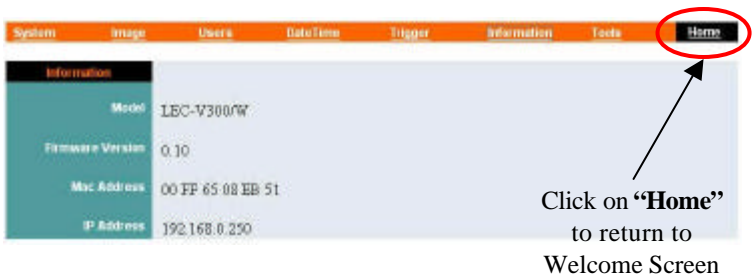 System Image Users DateTime Trigger Information Tools Home
Information
Model LEC-V300/W
Firmware Version 0.10
Mac Address 00 FF 65 08 EB 51
IP Address 192.168.0.250
Click on “Home”
to return to
Welcome Screen